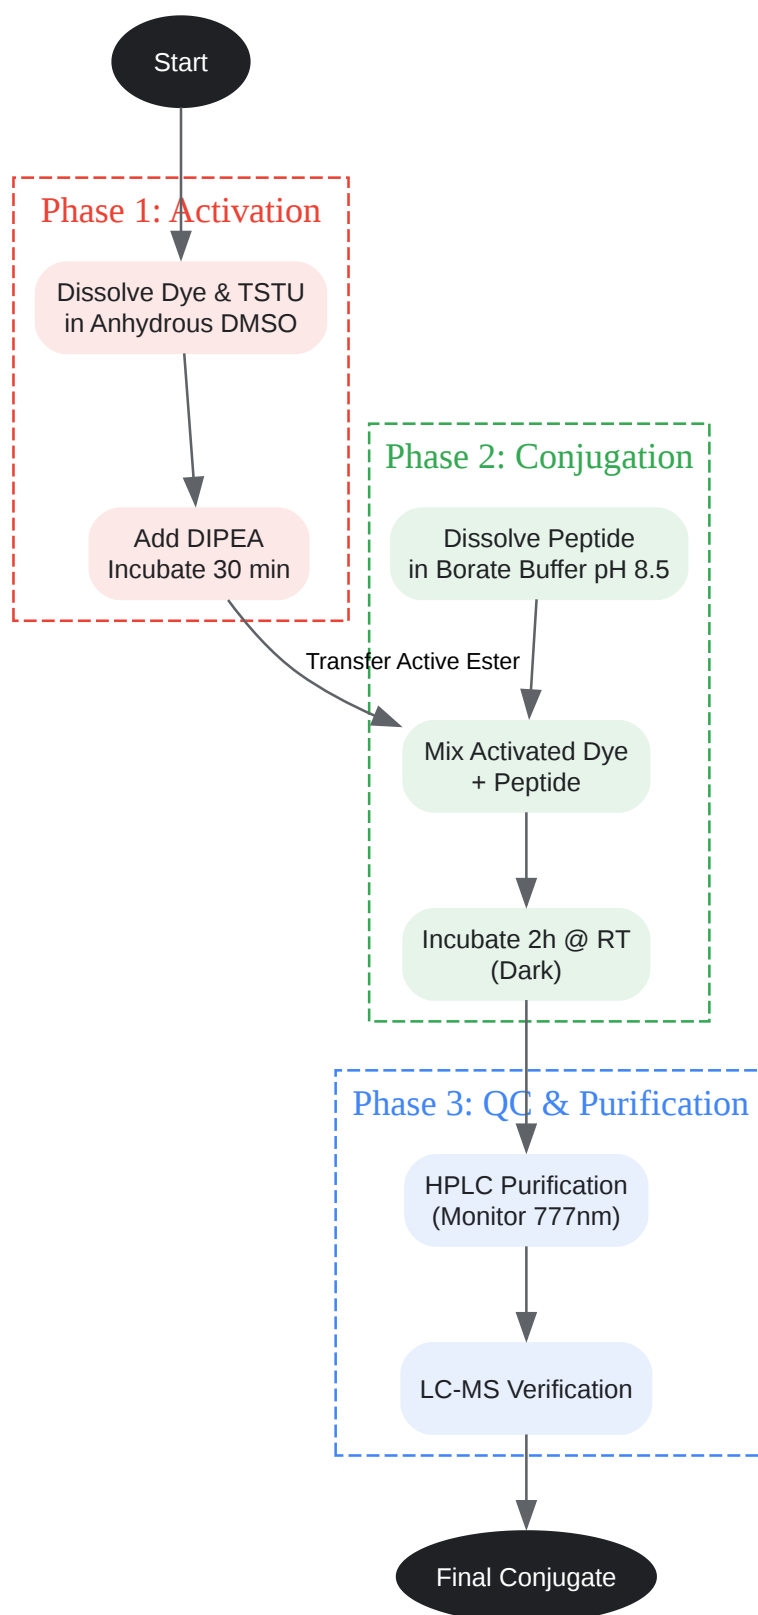 Start
Phase 1: Activation
Dissolve Dye & TSTU
in Anhydrous DMSO
Add DIPEA
Incubate 30 min
Phase 2: Conjugation
Dissolve Peptide
in Borate Buffer pH 8.5
Transfer Active Ester
Mix Activated Dye
+ Peptide
Incubate 2h @ RT
(Dark)
Phase 3: QC & Purification
HPLC Purification
(Monitor 777nm)
LC-MS Verification
Final Conjugate